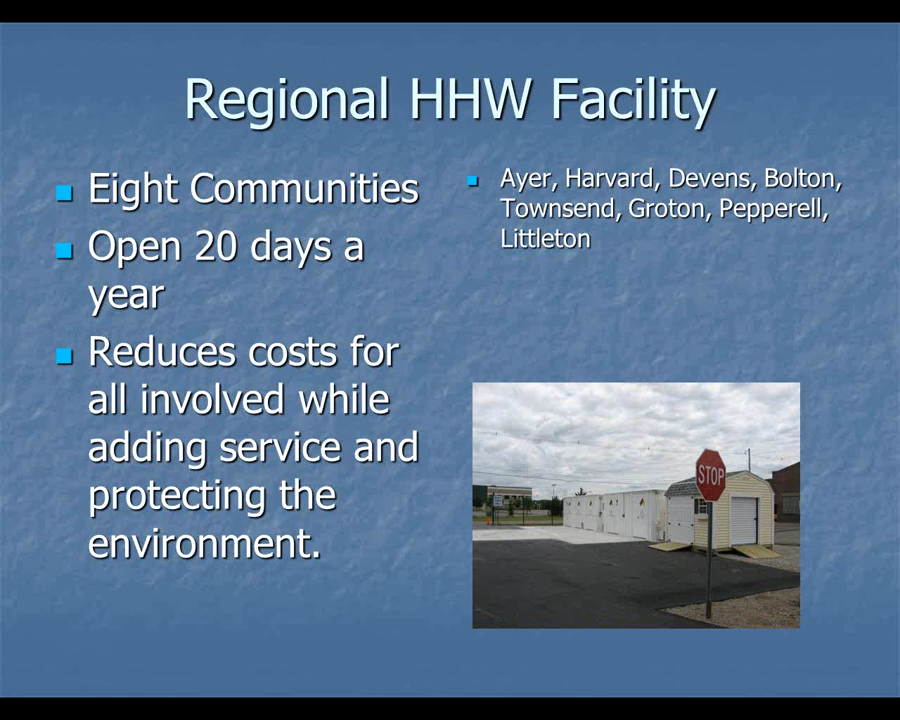 Regional HHW Facility
Eight Communities
Open 20 days a
year
Reduces costs for
all involved while
adding service and
protecting the
environment.
Ayer, Harvard, Devens, Bolton,
Townsend, Groton, Pepperell,
Littleton
STOP